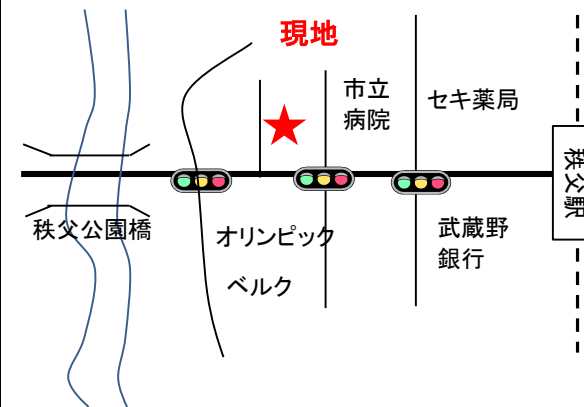 現地
市立
病院
セキ薬局
秩父駅
秩父公園橋
オリンピック
ベルク
武蔵野
銀行